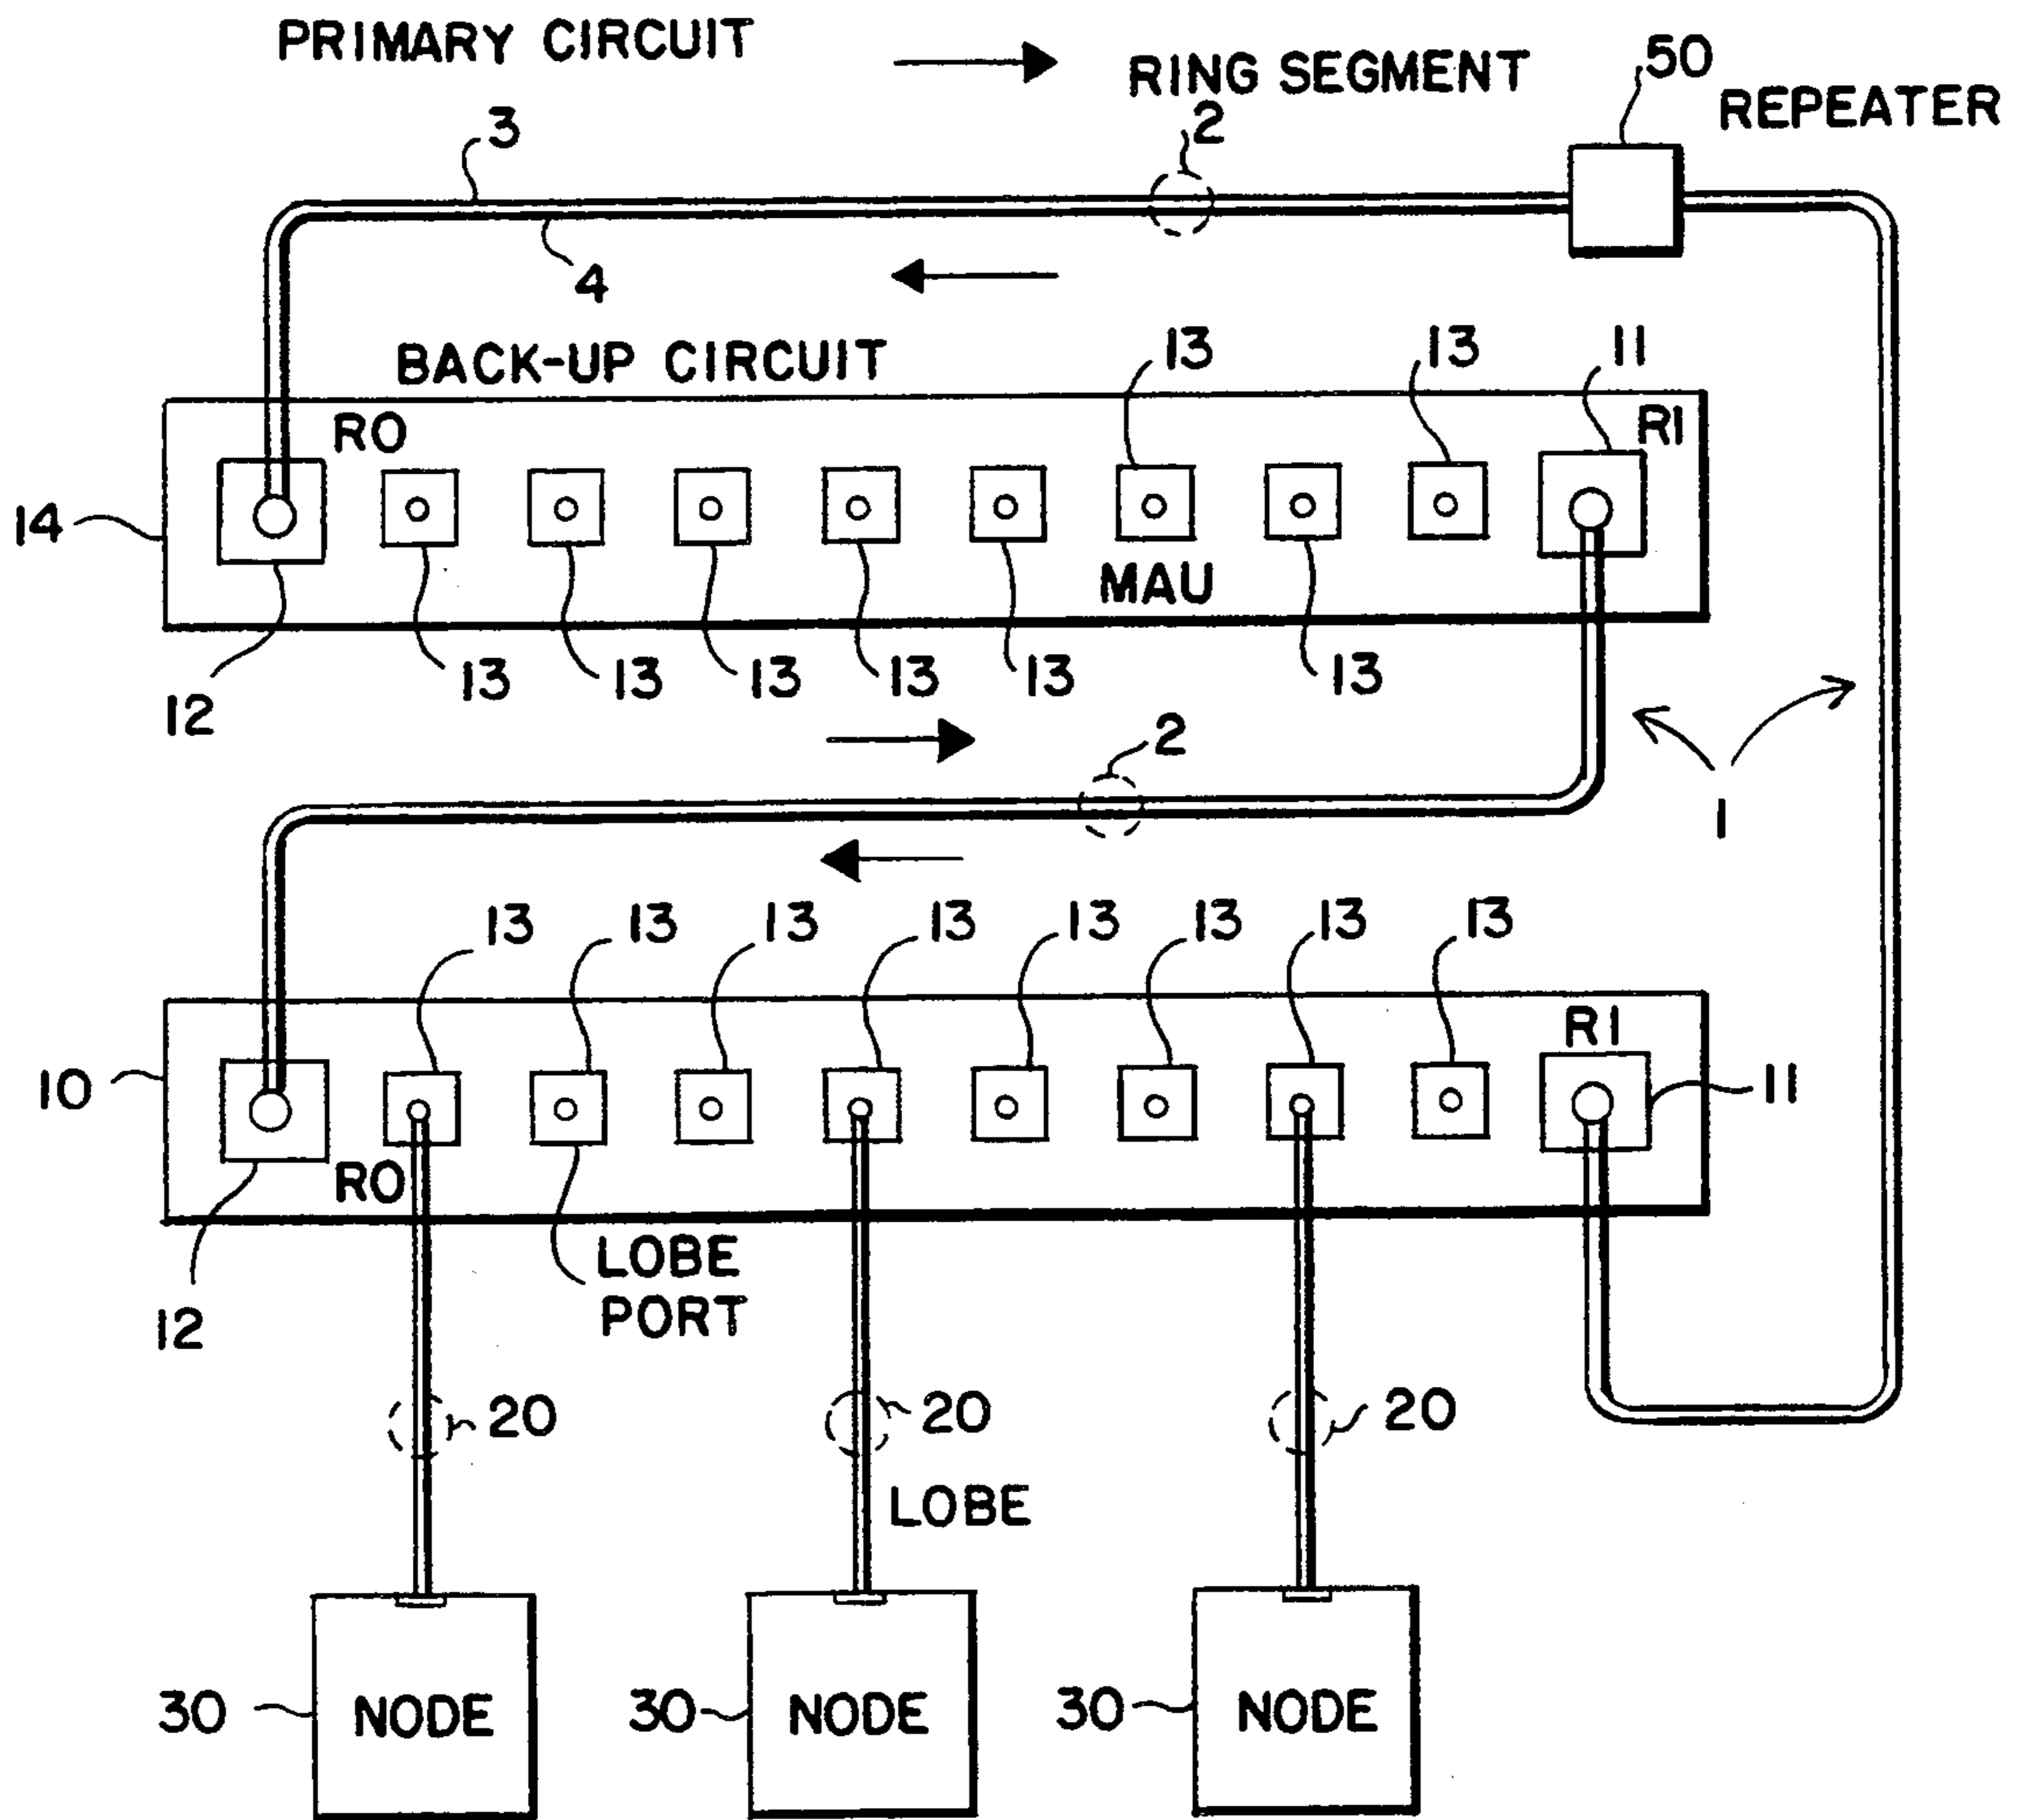 PRIMARY CIRCUIT
RING SEGMENT
50
REPEATER
3
2
4
BACK-UP CIRCUIT
13
13
11
RO
RI
14
MAU
12
13
13
13
13
13
13
2
1
13
13
13
13
13
13
13
13
10
RI
11
RO
12
LOBE
PORT
20
20
20
LOBE
30
NODE
30
NODE
30
NODE